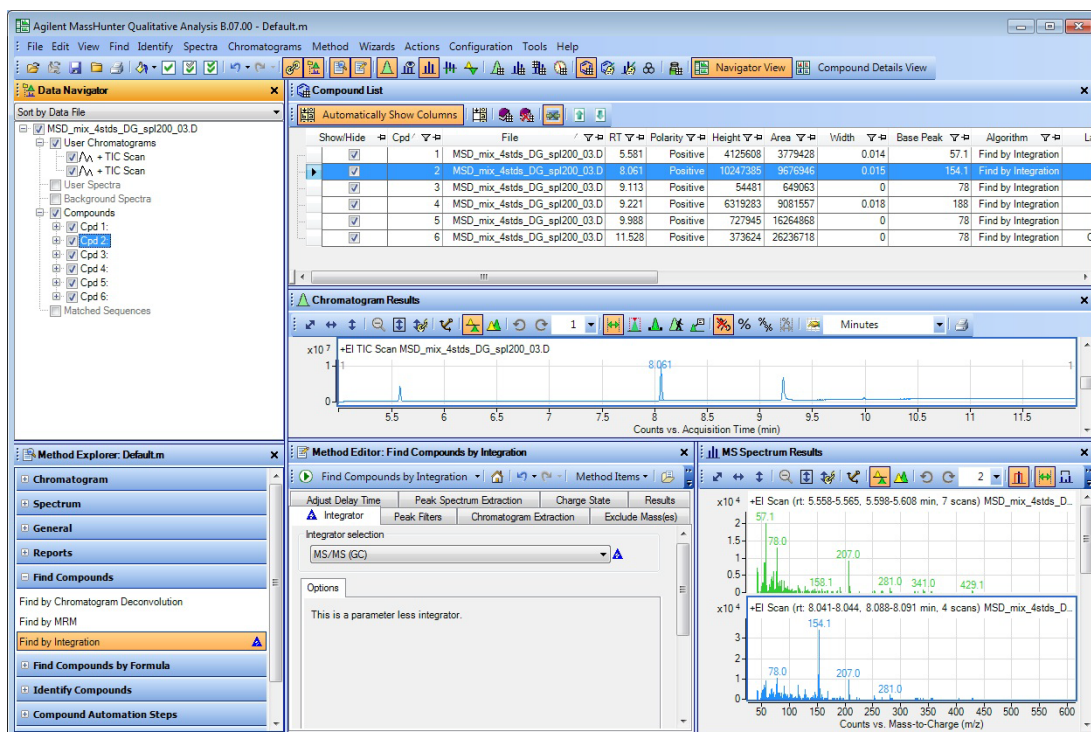 Agilent MassHunter Qualitative Analysis B.07.00 - Default.m
File Edit View Find Identify Spectra Chromatograms Method Wizards Actions Configuration Tools Help
Navigator View Compound Details View
Data Navigator
Sort by Data File
MSD_mix_4stds_DG_spl200_03.D
User Chromatograms
+ TIC Scan
+ TIC Scan
User Spectra
Background Spectra
Compounds
Cpd 1:
Cpd 2:
Cpd 3:
Cpd 4:
Cpd 5:
Cpd 6:
Matched Sequences
Compound List
Automatically Show Columns
Show/Hide Cpd File RT Polarity Height Area Width Base Peak Algorithm La
1 MSD_mix_4stds_DG_spl200_03.D 5.581 Positive 4125608 3779428 0.014 57.1 Find by Integration
2 MSD_mix_4stds_DG_spl200_03.D 8.061 Positive 10247385 9676946 0.015 154.1 Find by Integration
3 MSD_mix_4stds_DG_spl200_03.D 9.113 Positive 54481 649063 0 78 Find by Integration
4 MSD_mix_4stds_DG_spl200_03.D 9.221 Positive 6319283 9081557 0.018 188 Find by Integration
5 MSD_mix_4stds_DG_spl200_03.D 9.988 Positive 727945 16264868 0 78 Find by Integration
6 MSD_mix_4stds_DG_spl200_03.D 11.528 Positive 373624 26236718 0 78 Find by Integration
Chromatogram Results
1 Minutes
x10 7 +EI TIC Scan MSD_mix_4stds_DG_spl200_03.D
1 1 8.061 1
0
5.5 6 6.5 7 7.5 8 8.5 9 9.5 10 10.5 11 11.5
Counts vs. Acquisition Time (min)
Method Explorer: Default.m
Chromatogram
Spectrum
General
Reports
Find Compounds
Find by Chromatogram Deconvolution
Find by MRM
Find by Integration
Find Compounds by Formula
Identify Compounds
Compound Automation Steps
Method Editor: Find Compounds by Integration
Find Compounds by Integration Method Items
Adjust Delay Time Peak Spectrum Extraction Charge State Results
Integrator Peak Filters Chromatogram Extraction Exclude Mass(es)
Integrator selection
MS/MS (GC)
Options
This is a parameter less integrator.
MS Spectrum Results
2
x10 4 +EI Scan (rt: 5.558-5.565, 5.598-5.608 min, 7 scans) MSD_mix_4stds_D...
2 57.1
1.5 78.0
1 207.0
0.5 158.1 281.0 341.0 429.1
0
x10 4 +EI Scan (rt: 8.041-8.044, 8.088-8.091 min, 4 scans) MSD_mix_4stds_D...
3 154.1
2
1 78.0 207.0
281.0
0
50 100 150 200 250 300 350 400 450 500 550 600
Counts vs. Mass-to-Charge (m/z)